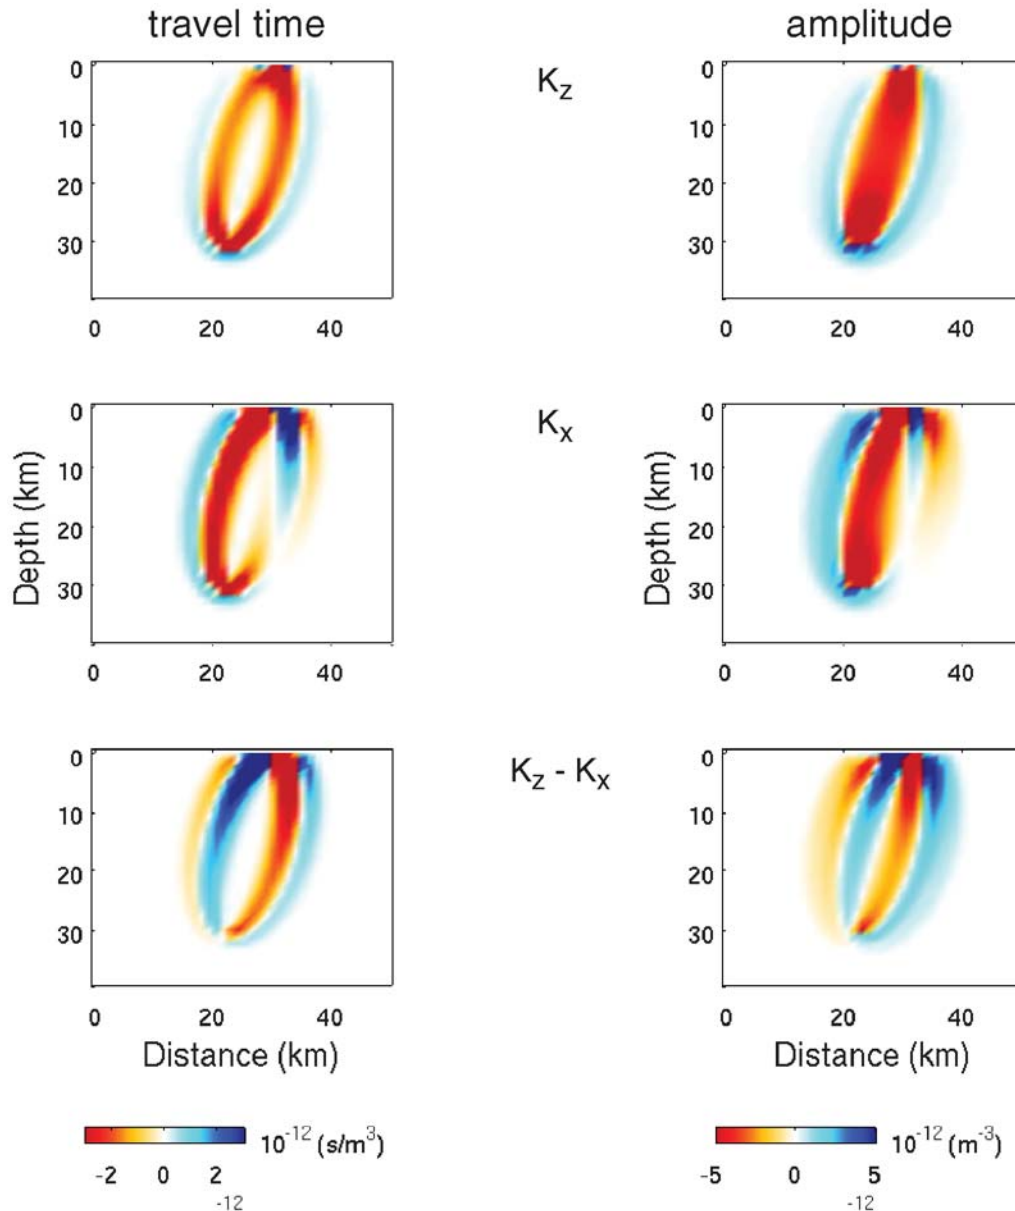 travel time amplitude
K_z
0 0
10 10
20 20
30 30
0 20 40 0 20 40
K_x
Depth (km) Depth (km)
0 0
10 10
20 20
30 30
0 20 40 0 20 40
K_z - K_x
0 0
10 10
20 20
30 30
0 20 40 0 20 40
Distance (km) Distance (km)
10^-12 (s/m^3) 10^-12 (m^-3)
-2 0 2 -5 0 5
-12 -12